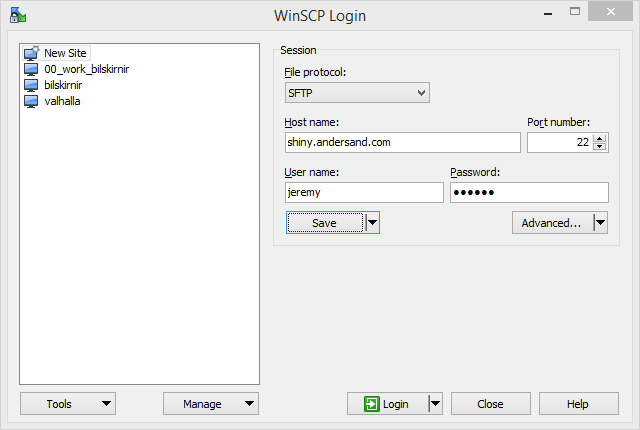 WinSCP Login
New Site
00_work_bilskirnir
bilskirnir
valhalla
Session
File protocol:
SFTP
Host name:
Port number:
shiny.andersand.com
22
User name:
Password:
jeremy
●●●●●●
Save
Advanced...
Tools
Manage
Login
Close
Help